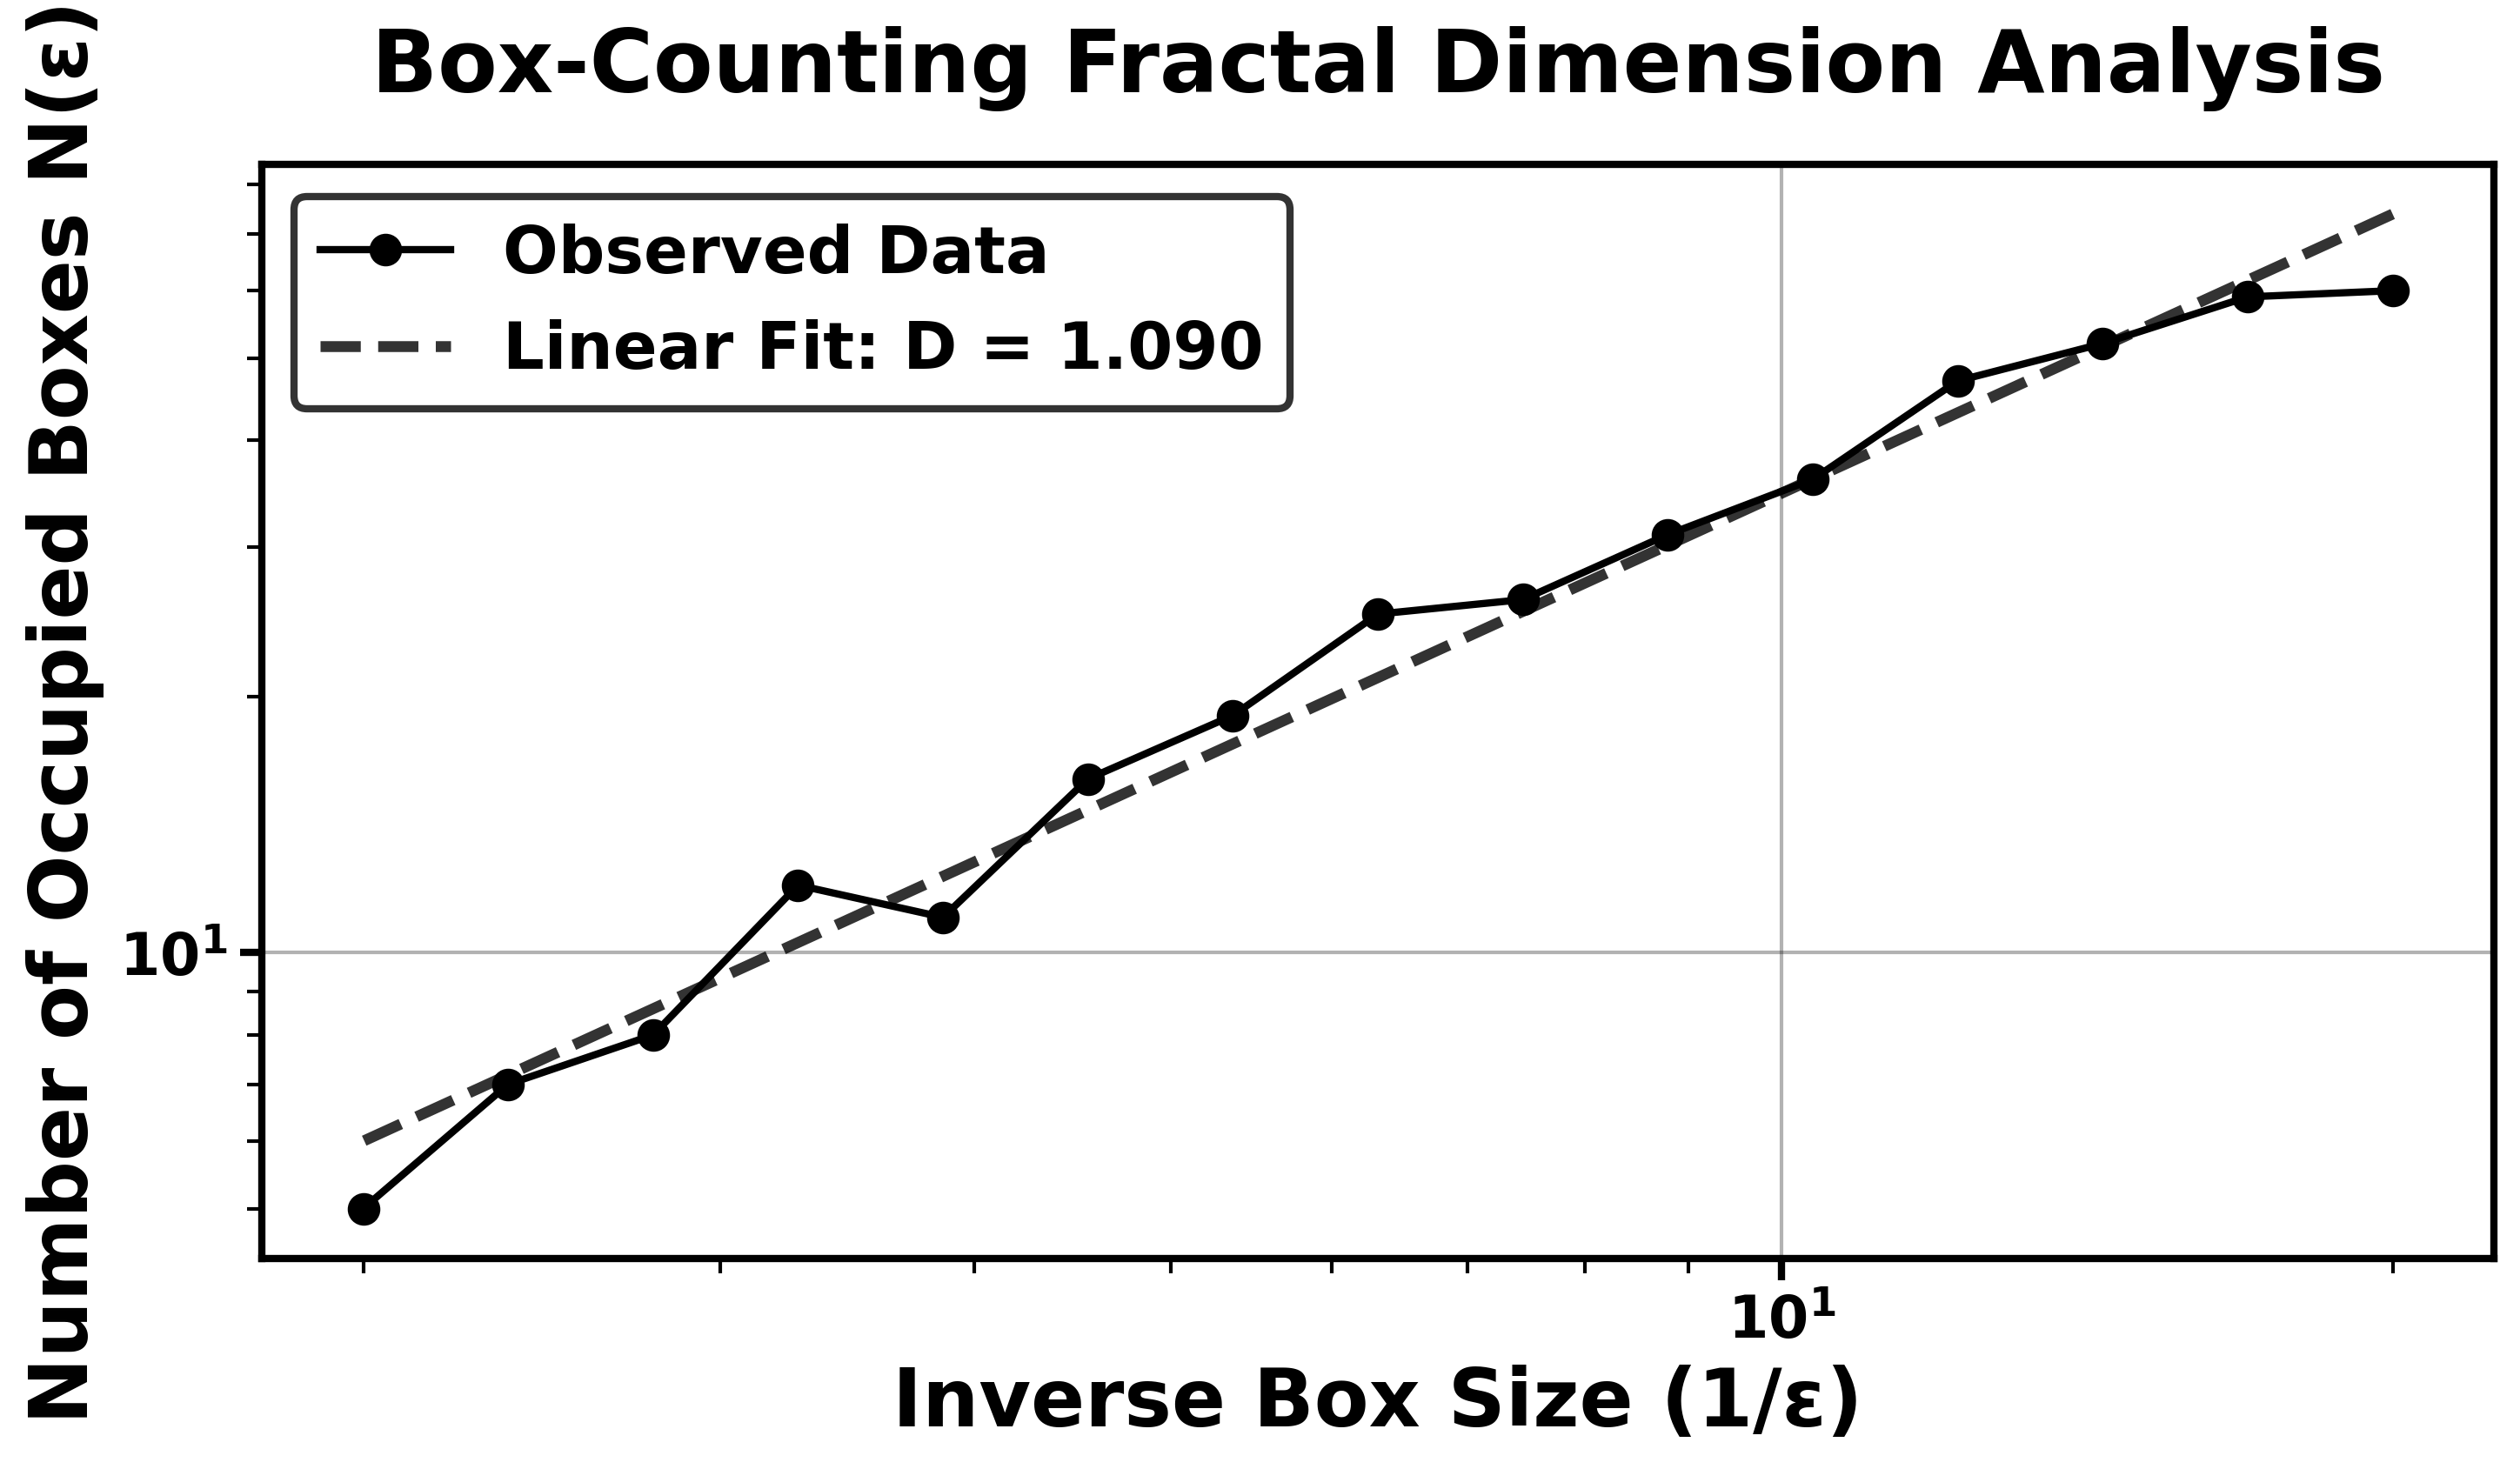 Box-Counting Fractal Dimension Analysis
Number of Occupied Boxes N(ε)
Observed Data
Linear Fit: D = 1.090
10¹
10¹
Inverse Box Size (1/ε)